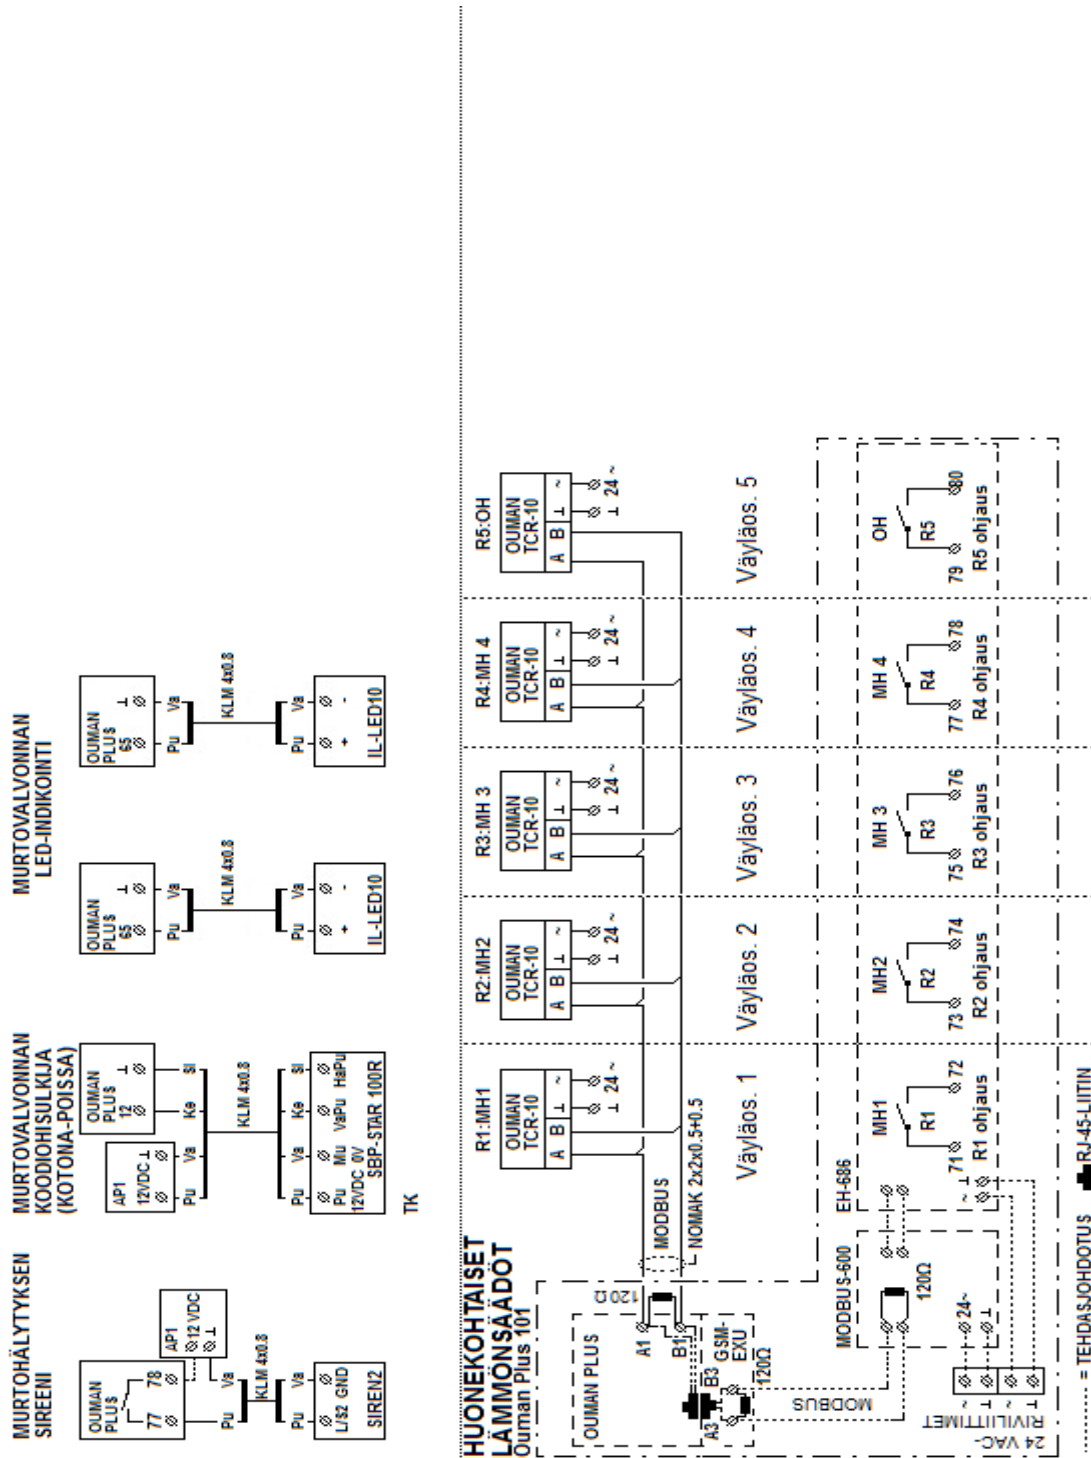 MURTOHÄLYTYKSEN
SIREENI
OUMAN
PLUS
77 78
AP1
12 VDC ⊥
Pu Va
KLM 4x0.8
L/S2 GND
SIREN2
MURTOVALVONNAN
KOODIOHISULKIJA
(KOTONA-POISSA)
AP1
12VDC ⊥
OUMAN
PLUS
12 ⊥
Pu Va Ke SI
KLM 4x0.8
Pu Va Ke SI
Pu Mu VaPu HaPu
12VDC 0V
SBP-STAR 100R
TK
MURTOVALVONNAN
LED-INDIKOINTI
OUMAN
PLUS
65 ⊥
Pu Va
KLM 4x0.8
Pu Va
+ -
IL-LED10
OUMAN
PLUS
65 ⊥
Pu Va
KLM 4x0.8
Pu Va
+ -
IL-LED10
HUONEKOHTAISET
LÄMMÖNSÄÄDÖT
Ouman Plus 101
R1:MH1
OUMAN
TCR-10
A B ⊥ ~
⊥ 24 ~
R2:MH2
OUMAN
TCR-10
A B ⊥ ~
⊥ 24 ~
R3:MH 3
OUMAN
TCR-10
A B ⊥ ~
⊥ 24 ~
R4:MH 4
OUMAN
TCR-10
A B ⊥ ~
⊥ 24 ~
R5:OH
OUMAN
TCR-10
A B ⊥ ~
⊥ 24 ~
OUMAN PLUS
A1
B1
120 Ω
MODBUS
NOMAK 2x2x0.5+0.5
Väyläos. 1
Väyläos. 2
Väyläos. 3
Väyläos. 4
Väyläos. 5
GSM-
EXU
A3 B3
120Ω
MODBUS
MODBUS-600
120Ω
24~
⊥
EH-686
~ ⊥
MH1
R1
71 72
R1 ohjaus
MH2
R2
73 74
R2 ohjaus
MH 3
R3
75 76
R3 ohjaus
MH 4
R4
77 78
R4 ohjaus
OH
R5
79 80
R5 ohjaus
24 VAC-
RIVILIITTIMET
~ ⊥ ~ ⊥
= TEHDASJOHDOTUS
RJ-45-LIITIN